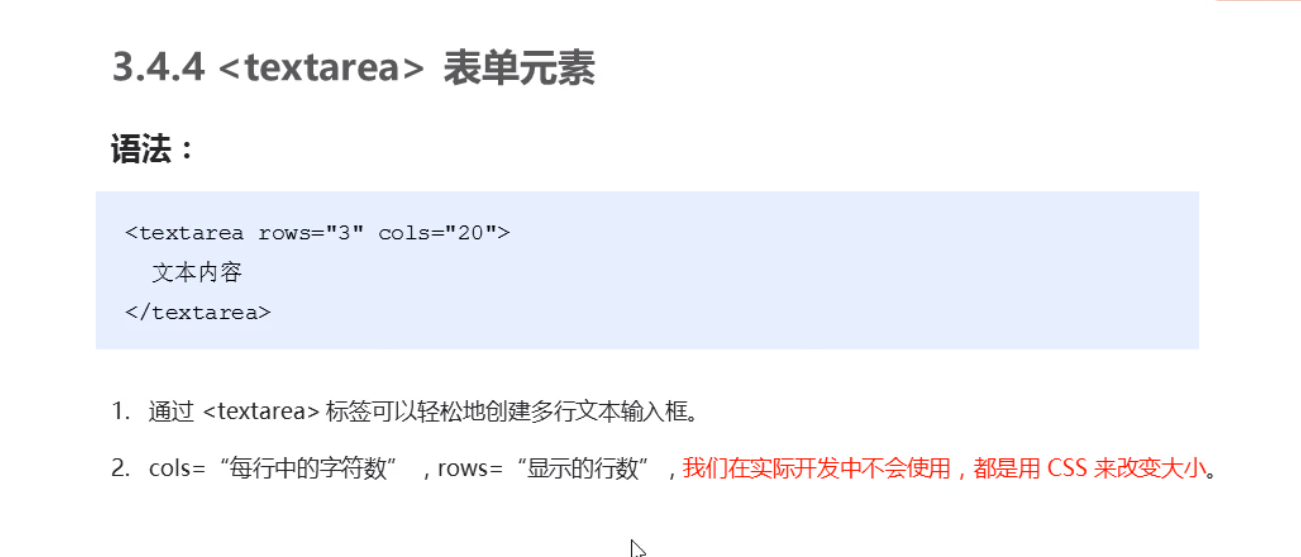 3.4.4 <textarea> 表单元素
语法：
<textarea rows="3" cols="20">
文本内容
</textarea>
1. 通过 <textarea> 标签可以轻松地创建多行文本输入框。
2. cols=“每行中的字符数” ，rows=“显示的行数”，我们在实际开发中不会使用，都是用 CSS 来改变大小。